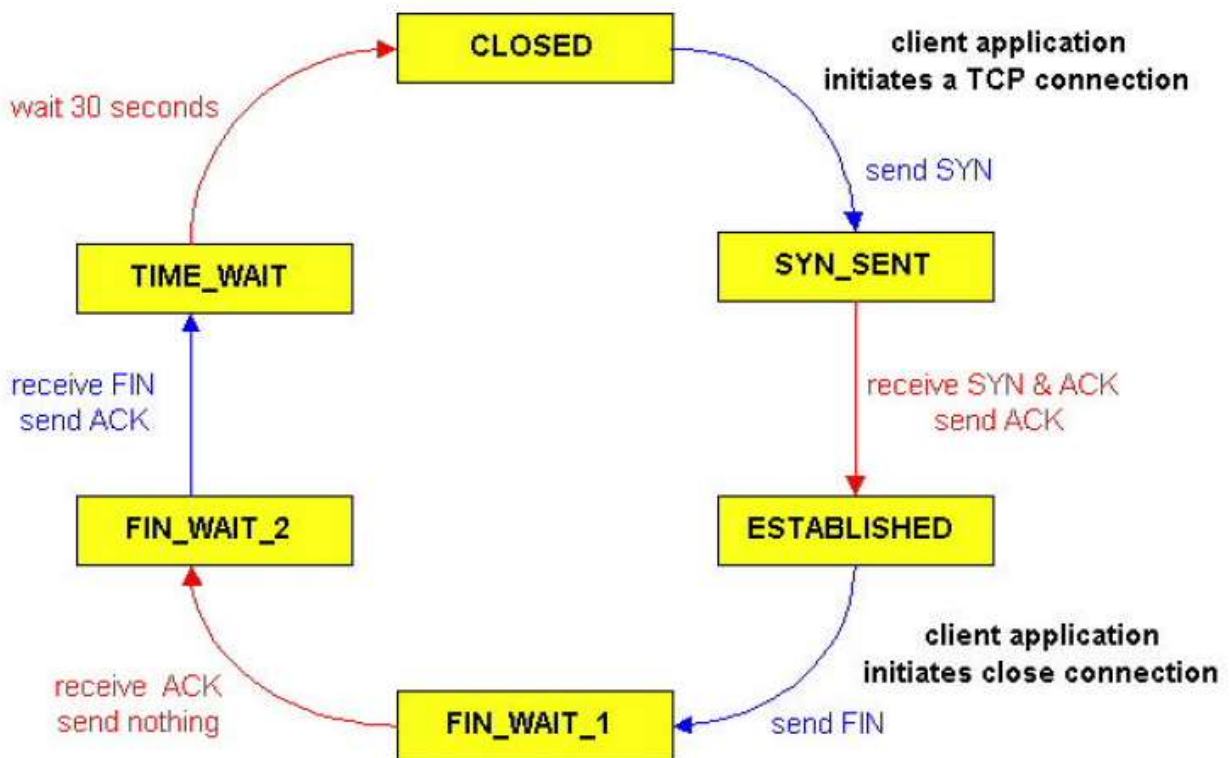 CLOSED
client application
initiates a TCP connection
wait 30 seconds
send SYN
TIME_WAIT
SYN_SENT
receive FIN
send ACK
receive SYN & ACK
send ACK
FIN_WAIT_2
ESTABLISHED
client application
initiates close connection
receive ACK
send nothing
FIN_WAIT_1
send FIN